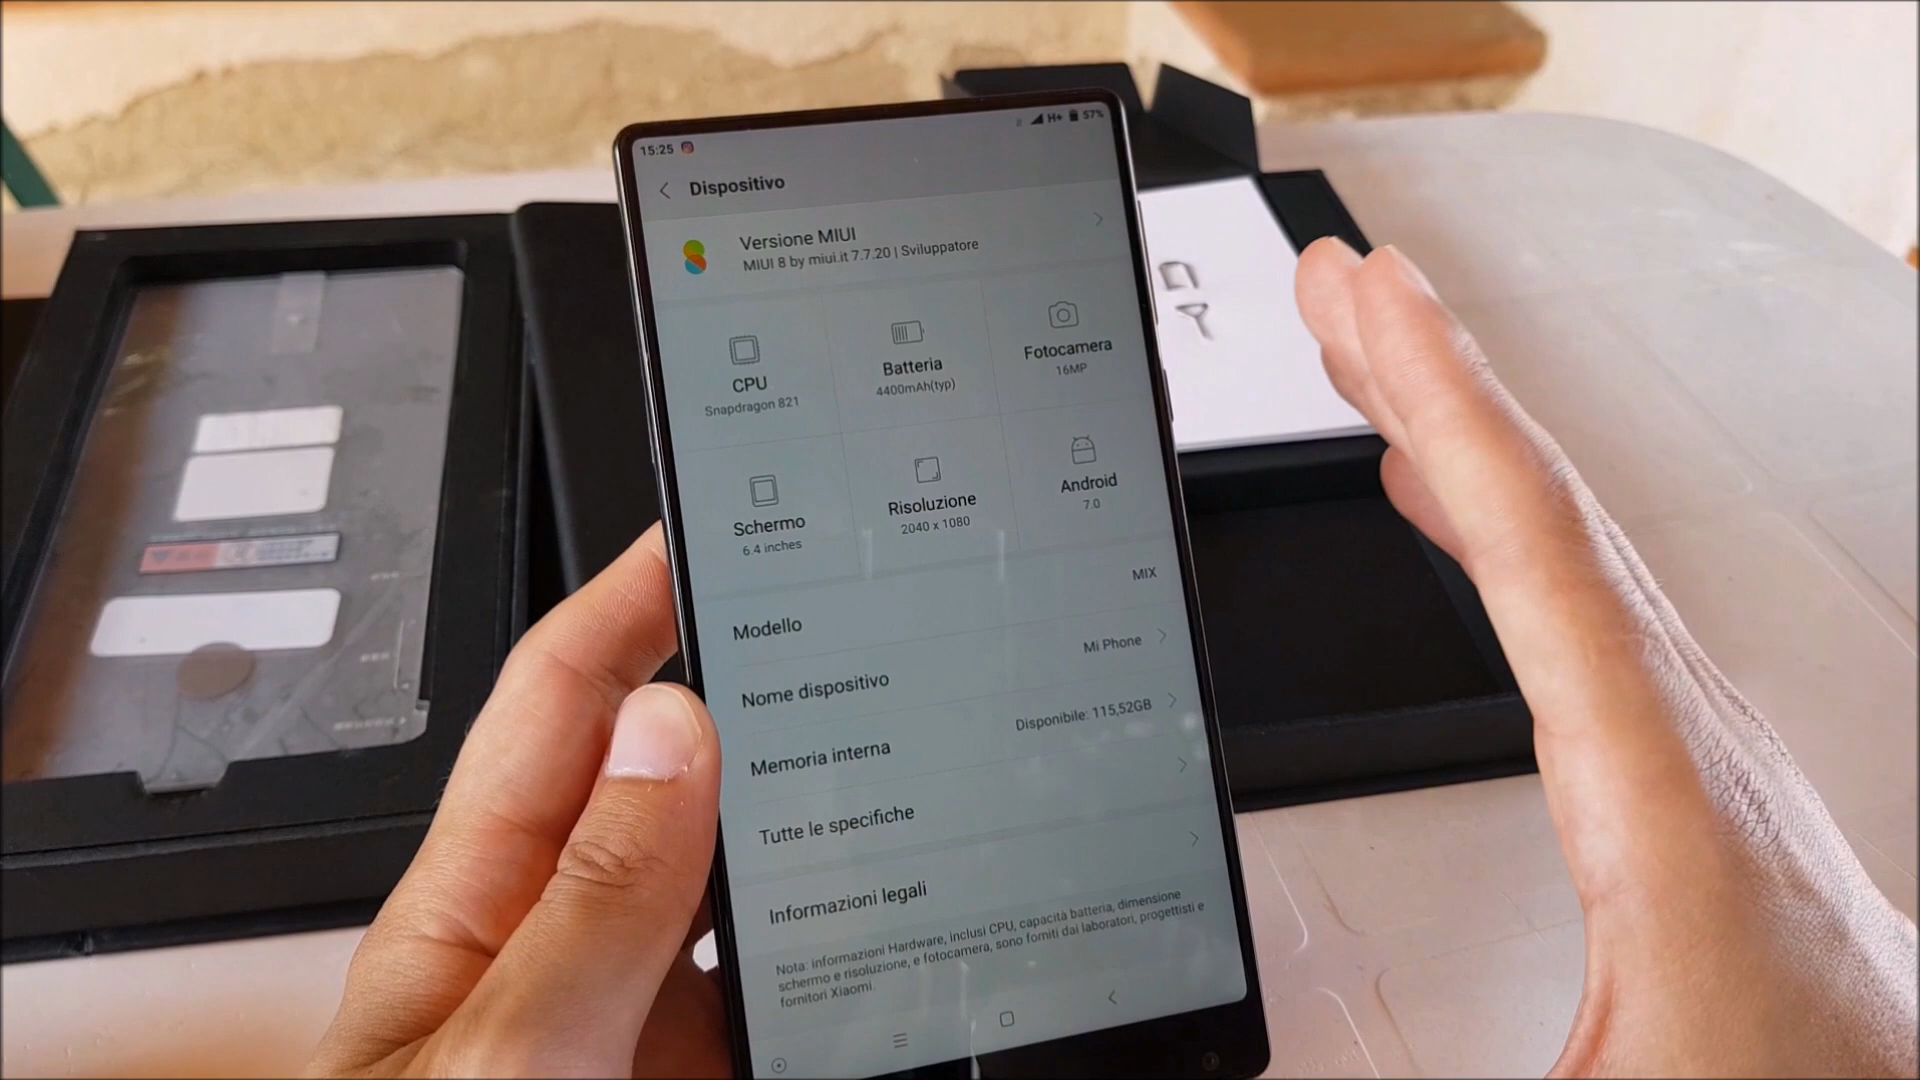 15:25
H+ 57%
Dispositivo
Versione MIUI
MIUI 8 by miui.it 7.7.20 | Sviluppatore
CPU
Snapdragon 821
Batteria
4400mAh(typ)
Fotocamera
16MP
Schermo
6.4 inches
Risoluzione
2040 x 1080
Android
7.0
Modello
MIX
Nome dispositivo
Mi Phone
Memoria interna
Disponibile: 115,52GB
Tutte le specifiche
Informazioni legali
Nota: informazioni Hardware, inclusi CPU, capacità batteria, dimensione
schermo e risoluzione, e fotocamera, sono forniti dai laboratori, progettisti e
fornitori Xiaomi.